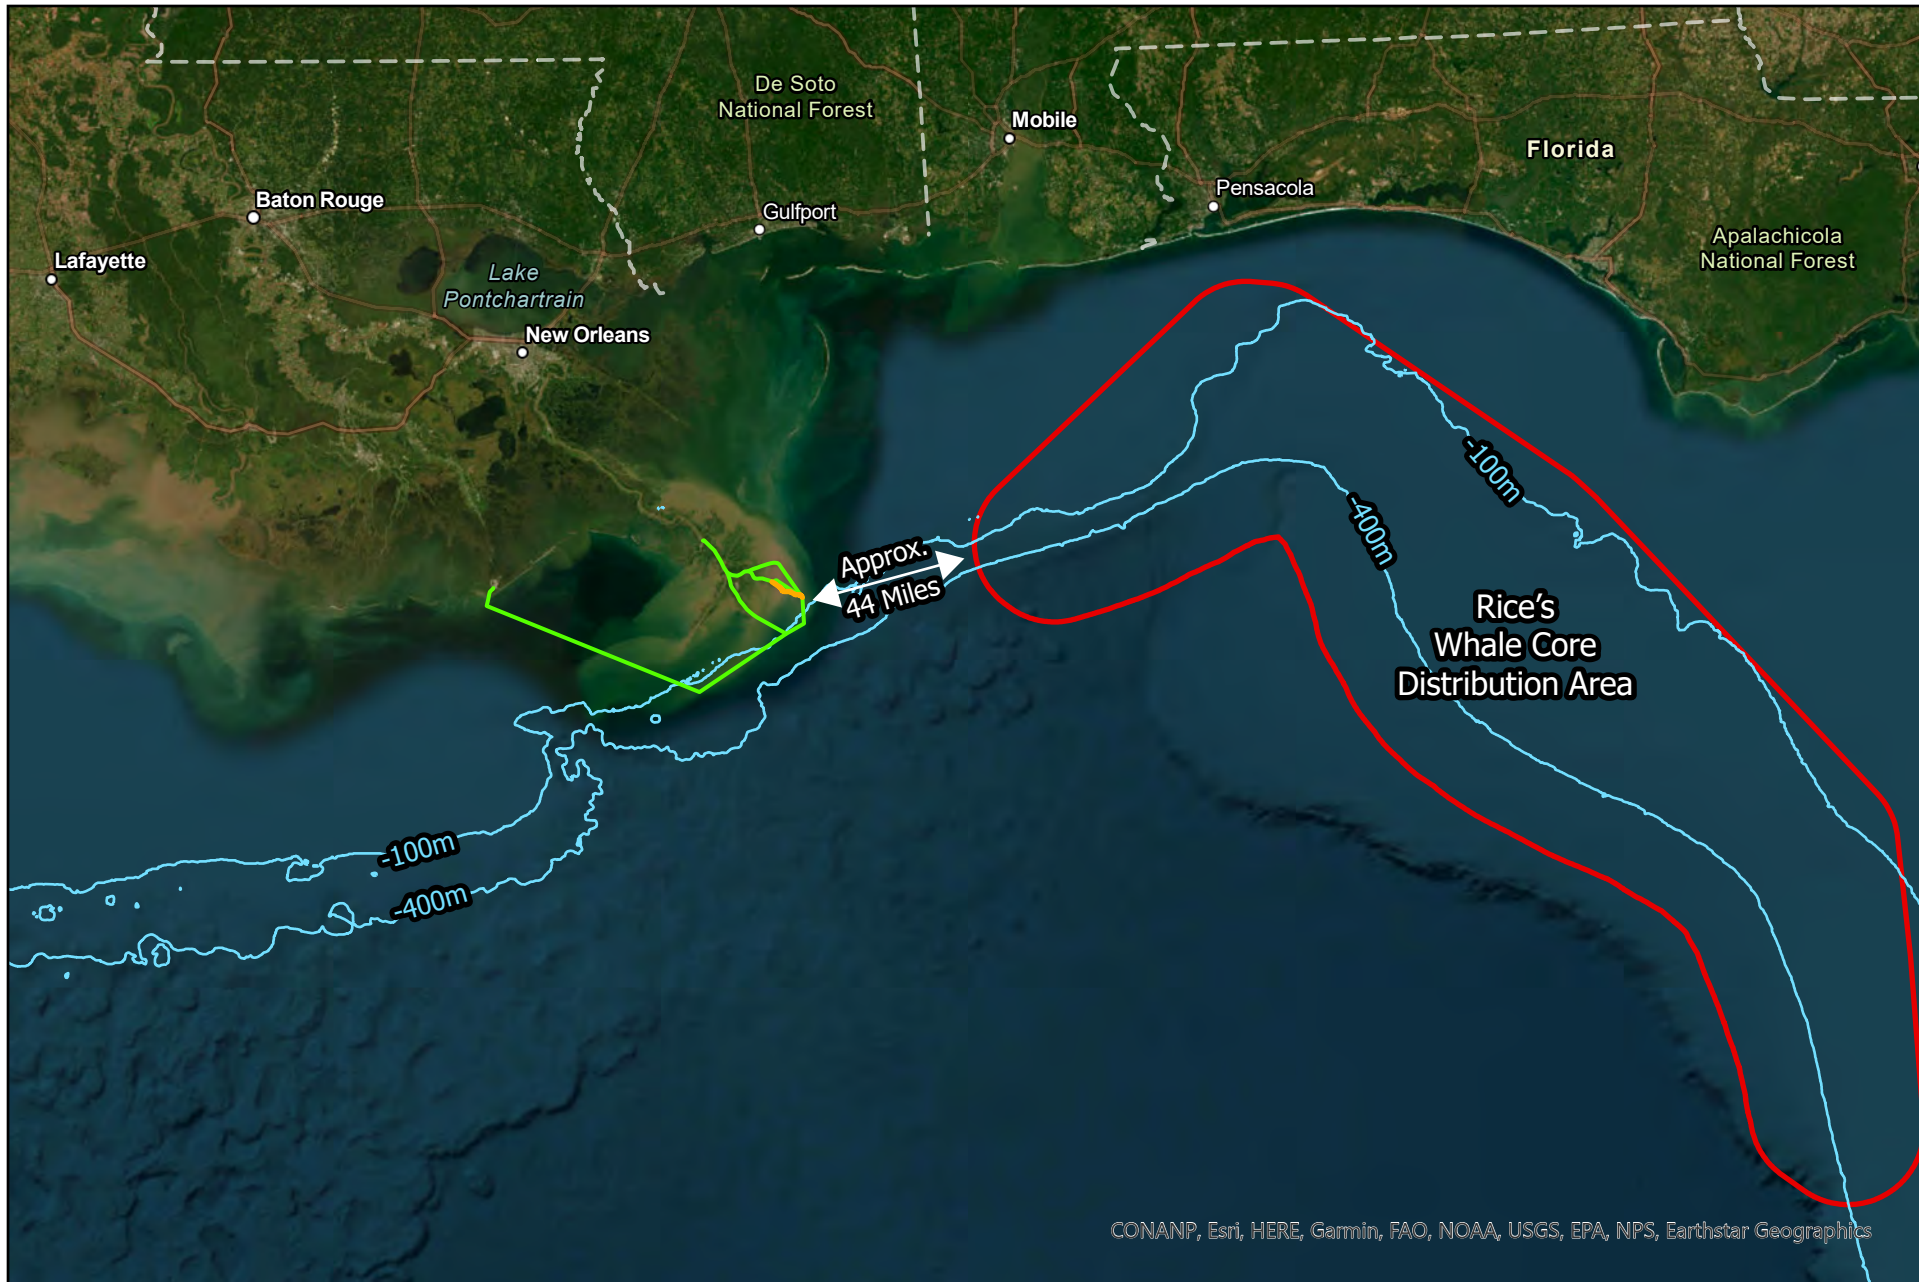 De Soto
National Forest
Mobile
Florida
Baton Rouge
Pensacola
Gulfport
Apalachicola
National Forest
Lafayette
Lake
Pontchartrain
New Orleans
-100m
-400m
Approx.
44 Miles
Rice's
Whale Core
Distribution Area
-100m
-400m
CONANP, Esri, HERE, Garmin, FAO, NOAA, USGS, EPA, NPS, Earthstar Geographics